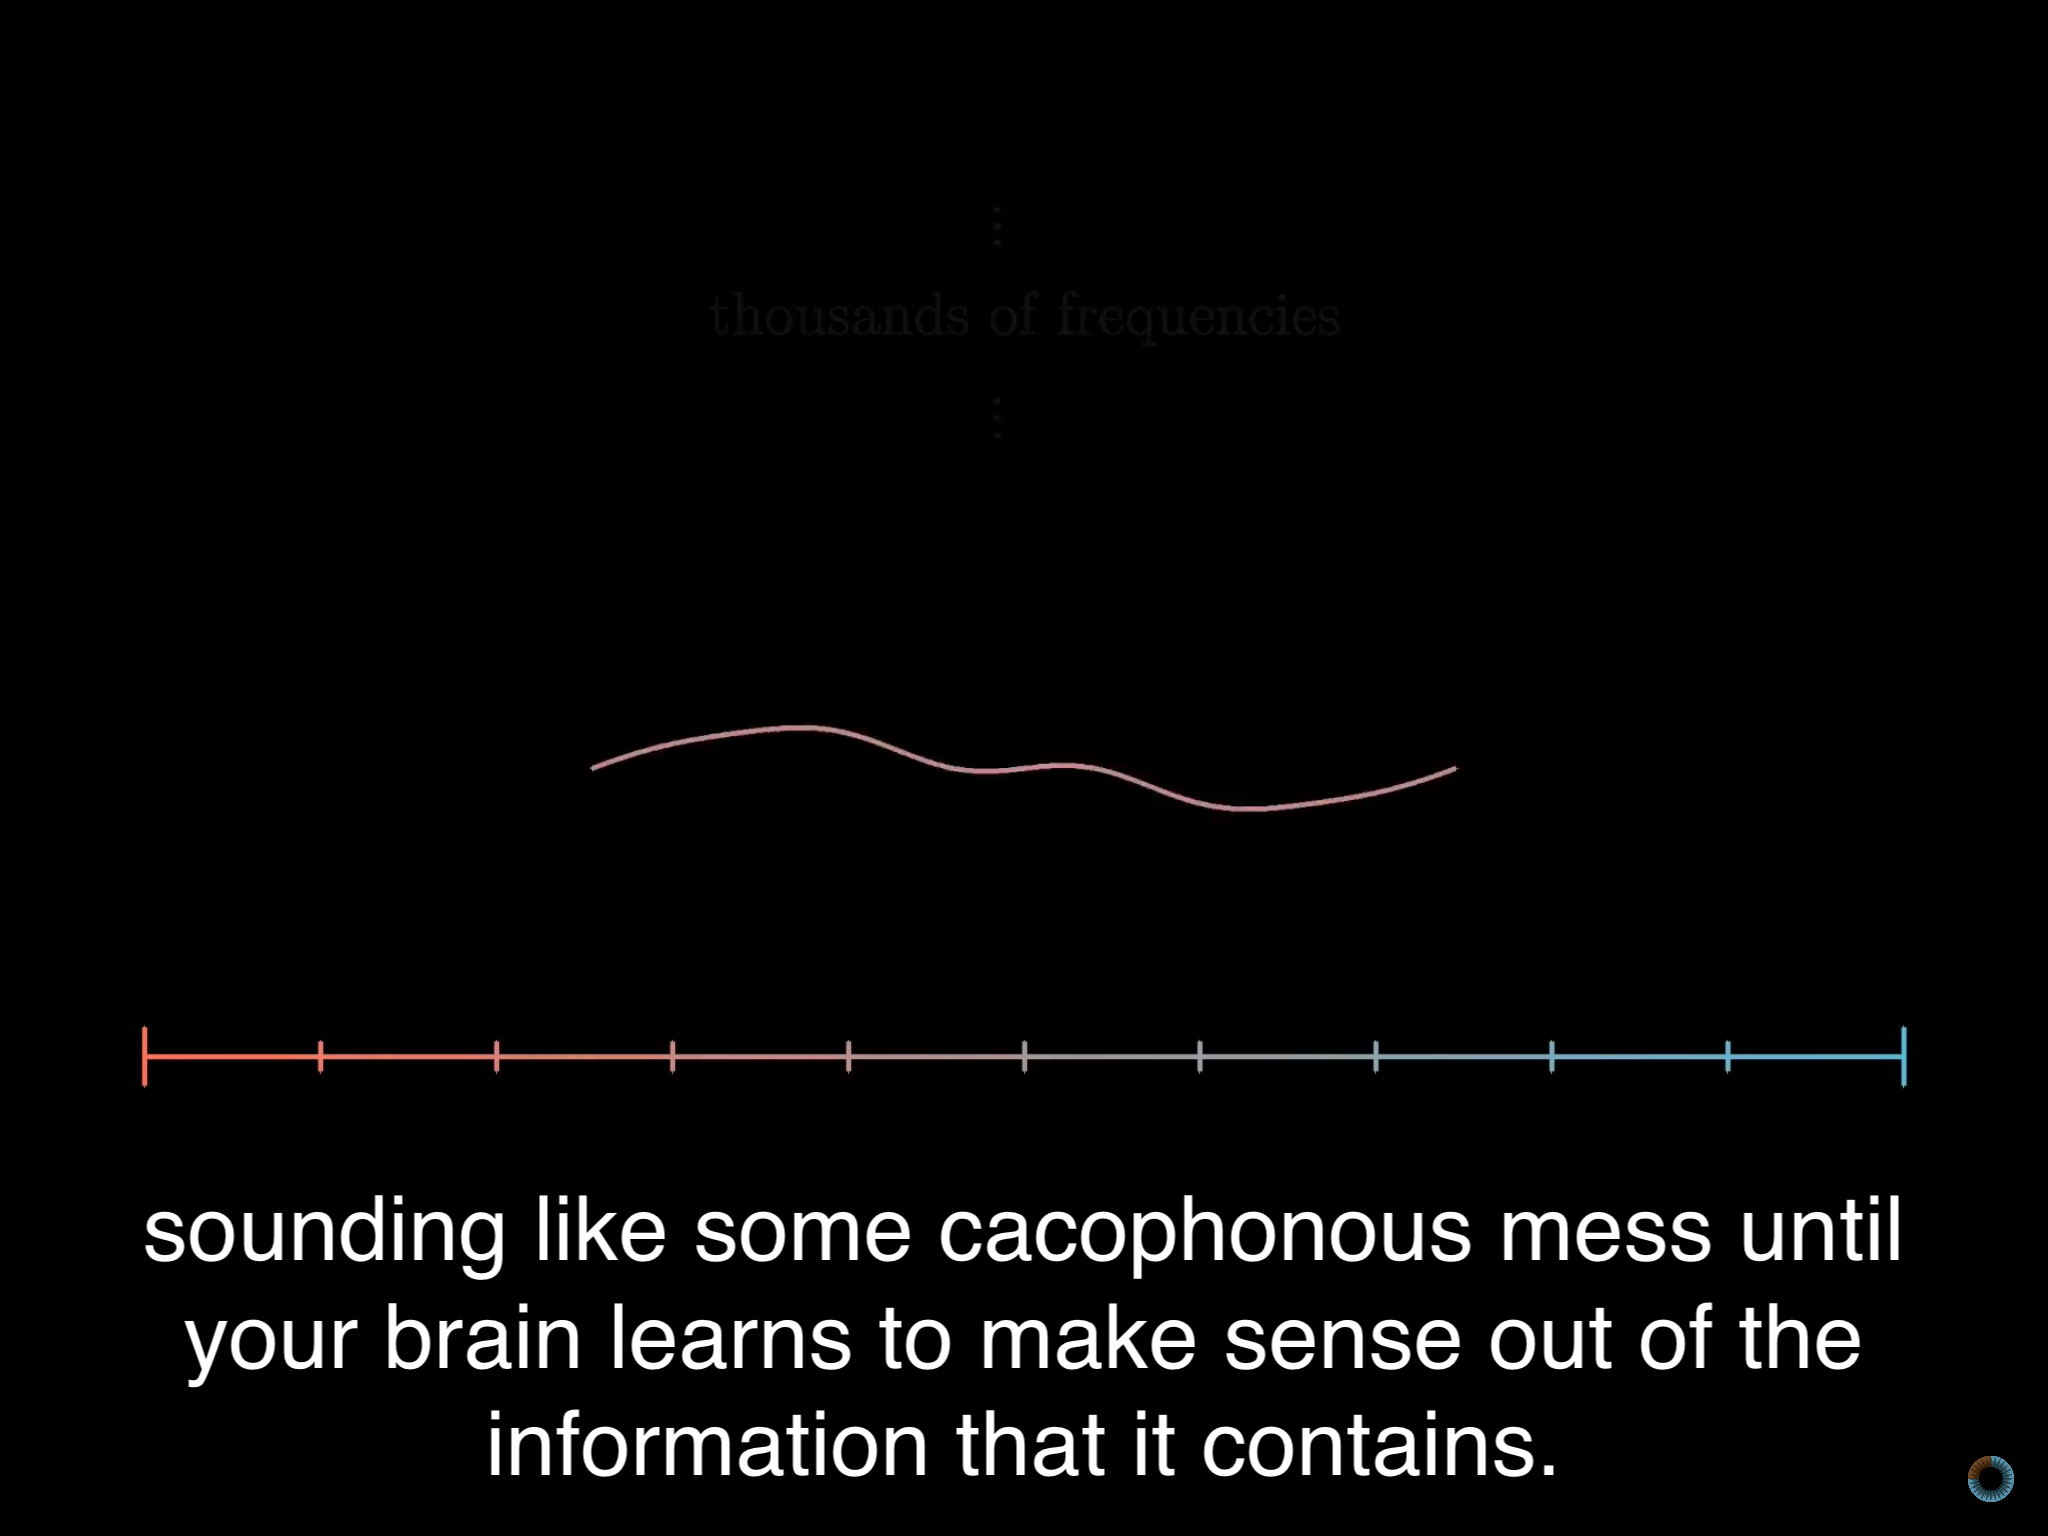 ⋮
thousands of frequencies
⋮
sounding like some cacophonous mess until
your brain learns to make sense out of the
information that it contains.